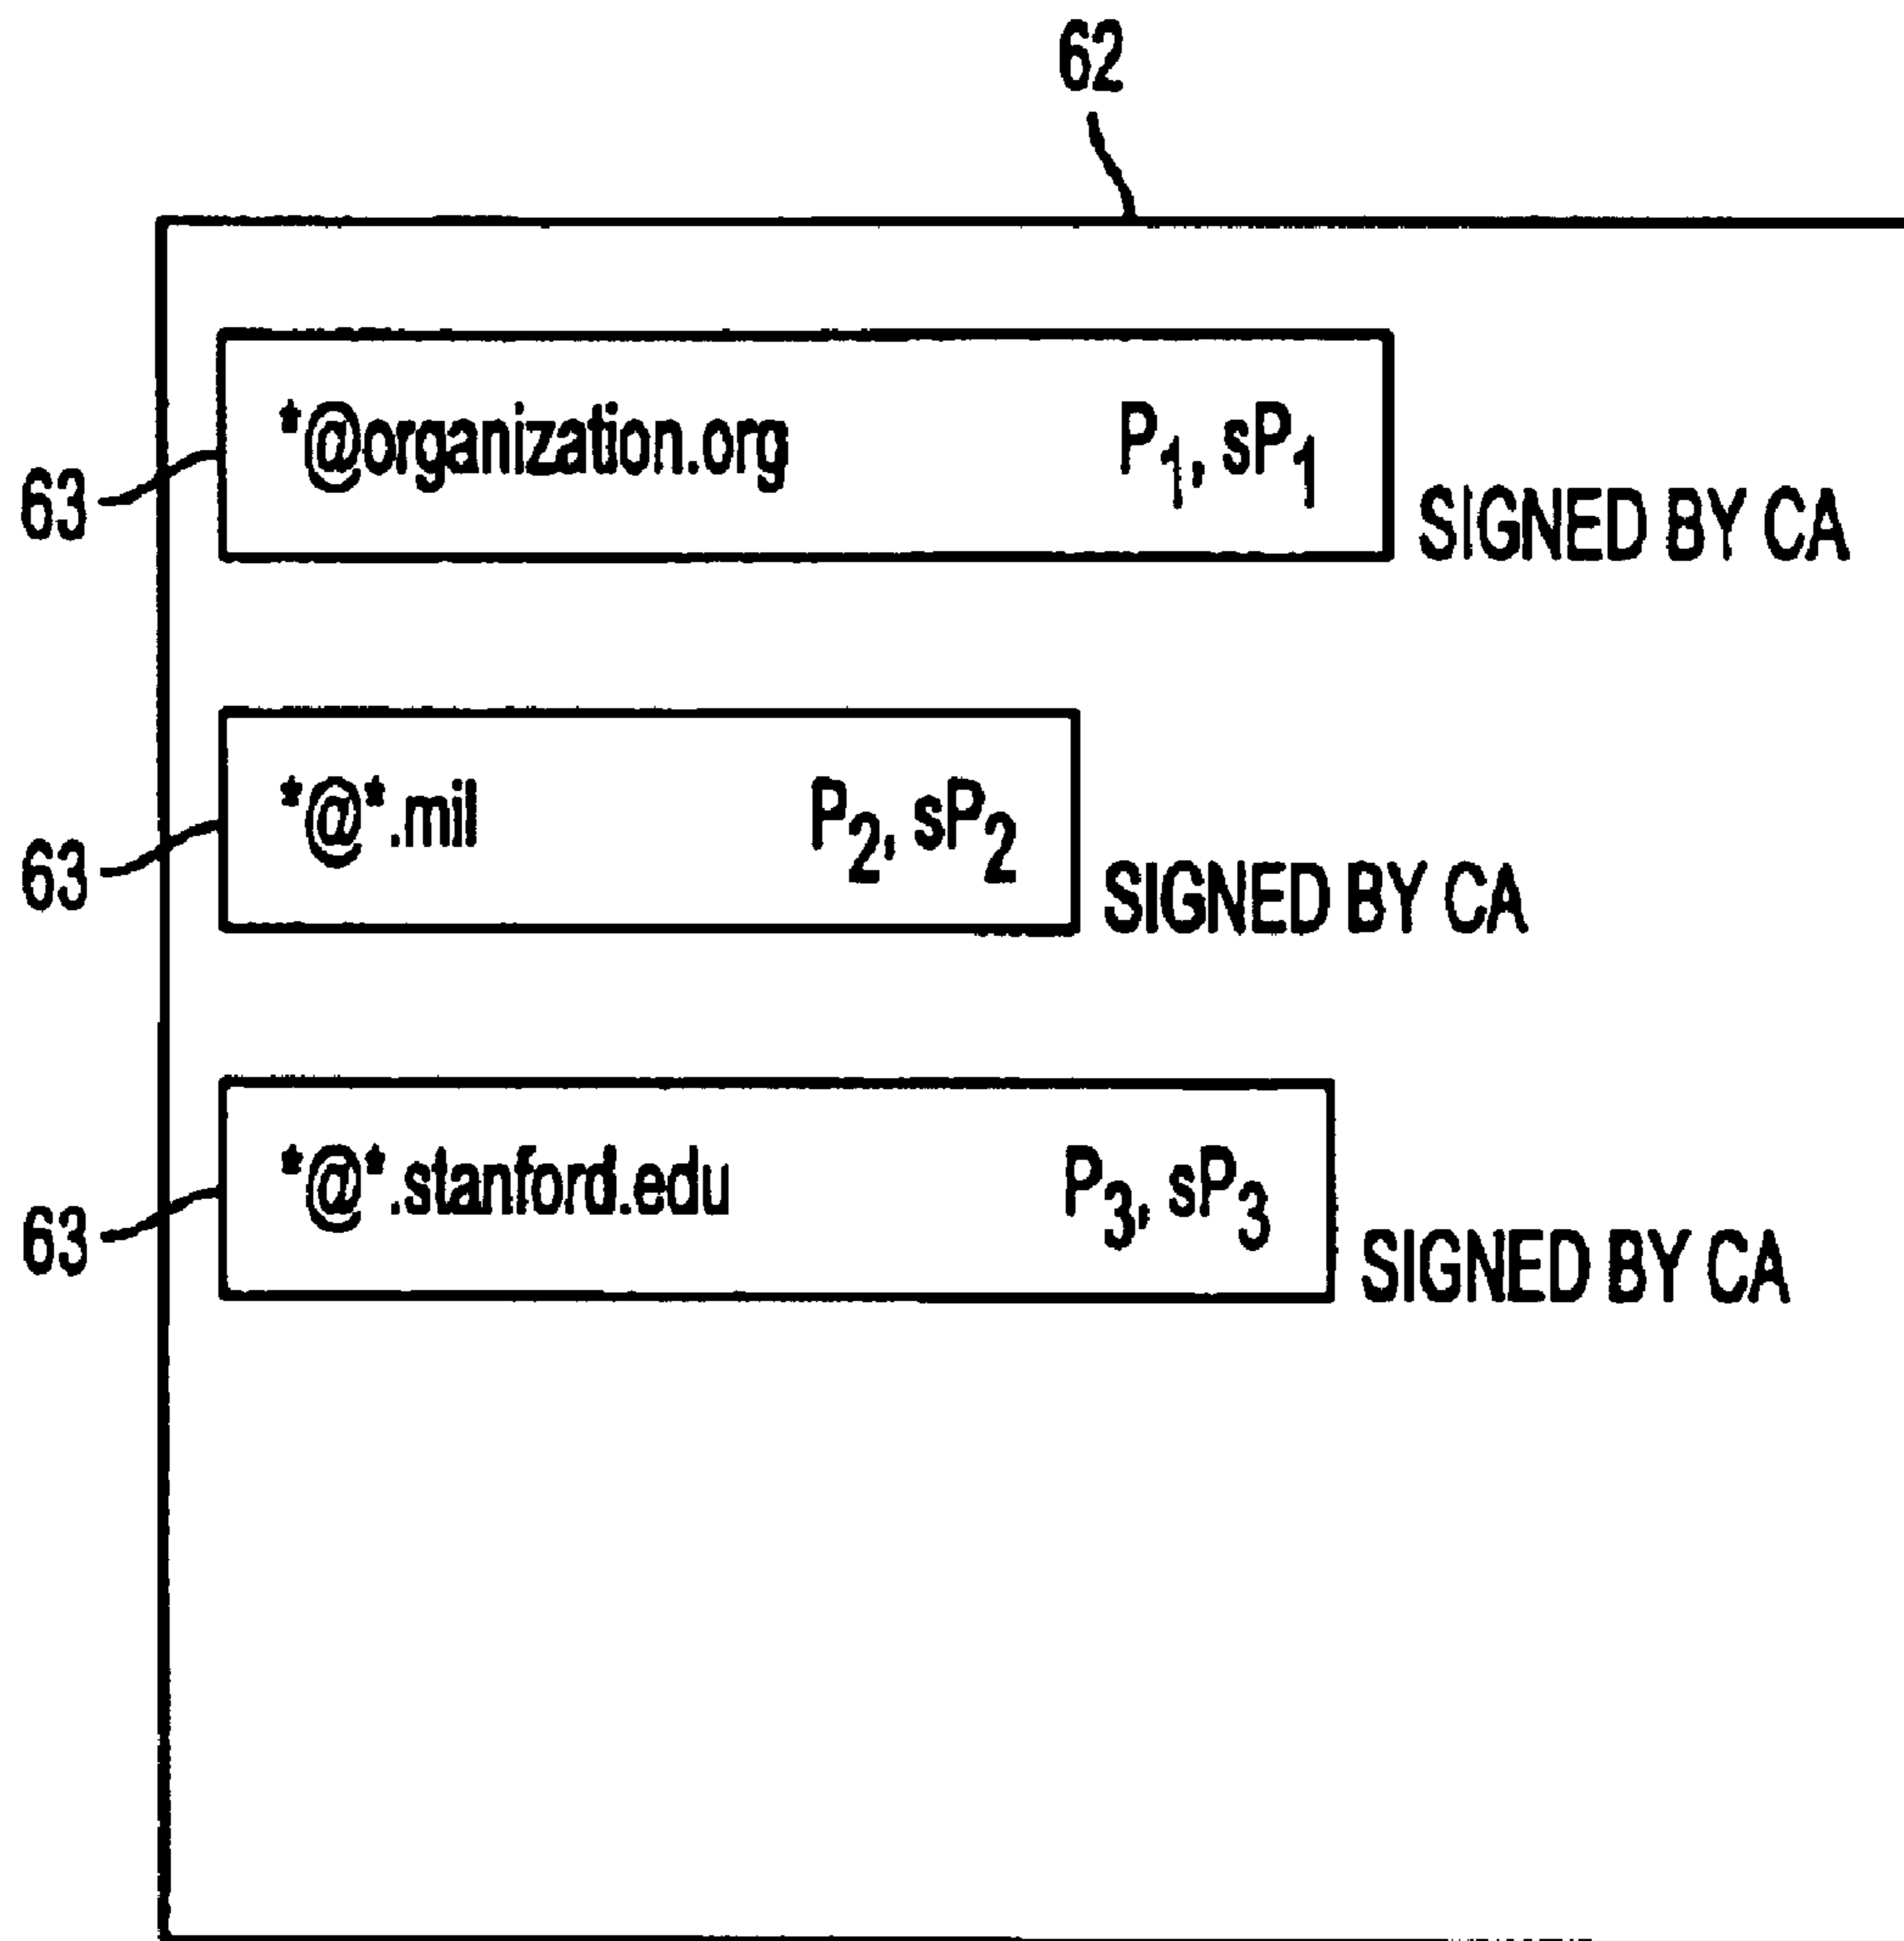 62
*@organization.org P1, sP1
63 SIGNED BY CA
*@*.mil P2, sP2
63 SIGNED BY CA
*@*.stanford.edu P3, sP3
63 SIGNED BY CA